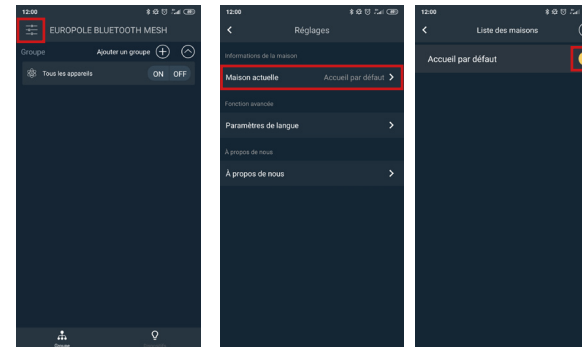 12:00
EUROPOLE BLUETOOTH MESH
Groupe
Ajouter un groupe
Tous les appareils
ON OFF
Groupe
12:00
Réglages
Informations de la maison
Maison actuelle
Accueil par défaut
Fonction avancée
Paramètres de langue
À propos de nous
À propos de nous
12:00
Liste des maisons
Accueil par défaut